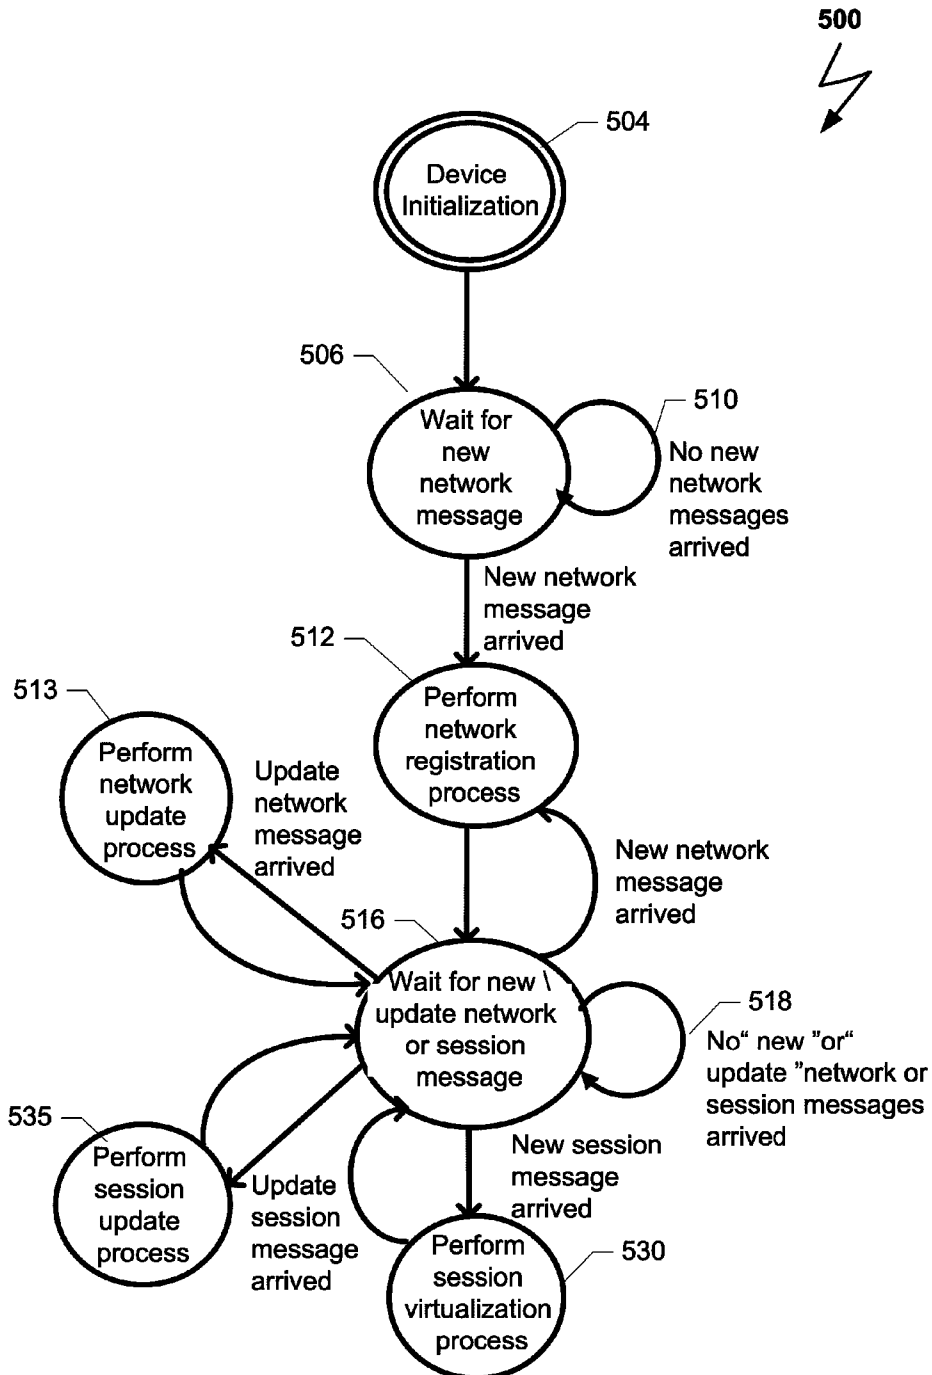 500
504
Device
Initialization
506
Wait for
new
network
message
510
No new
network
messages
arrived
New network
message
arrived
512
Perform
network
registration
process
513
Perform
network
update
process
Update
network
message
arrived
New network
message
arrived
516
Wait for new \
update network
or session
message
518
No“ new ”or“
update ”network or
session messages
arrived
535
Perform
session
update
process
Update
session
message
arrived
New session
message
arrived
530
Perform
session
virtualization
process